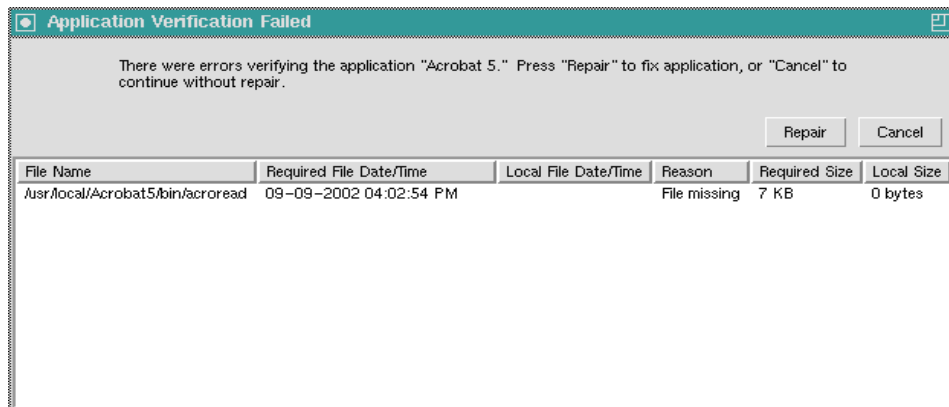 Application Verification Failed
There were errors verifying the application "Acrobat 5." Press "Repair" to fix application, or "Cancel" to
continue without repair.
Repair Cancel
File Name Required File Date/Time Local File Date/Time Reason Required Size Local Size
/usr/local/Acrobat5/bin/acroread 09-09-2002 04:02:54 PM File missing 7 KB 0 bytes